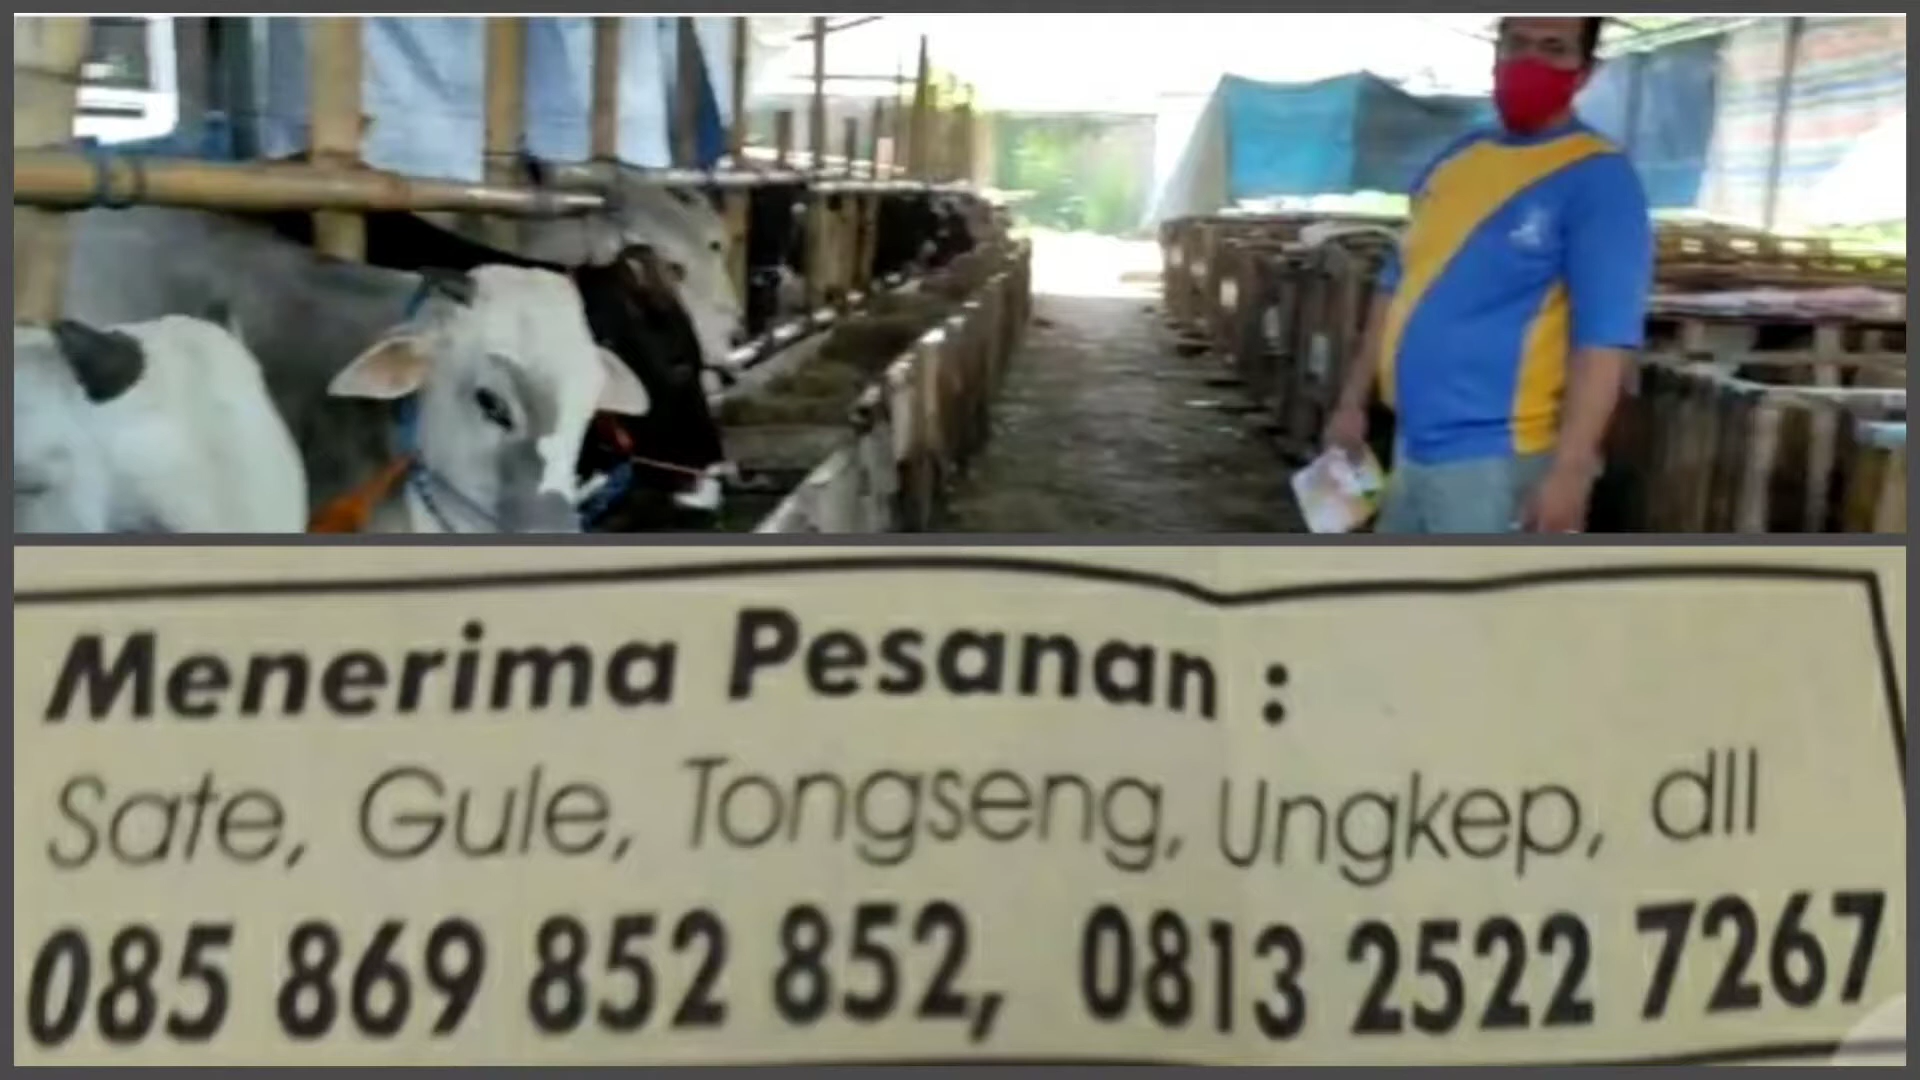 Menerima Pesanan :
Sate, Gule, Tongseng, Ungkep, dll
085 869 852 852, 0813 2522 7267